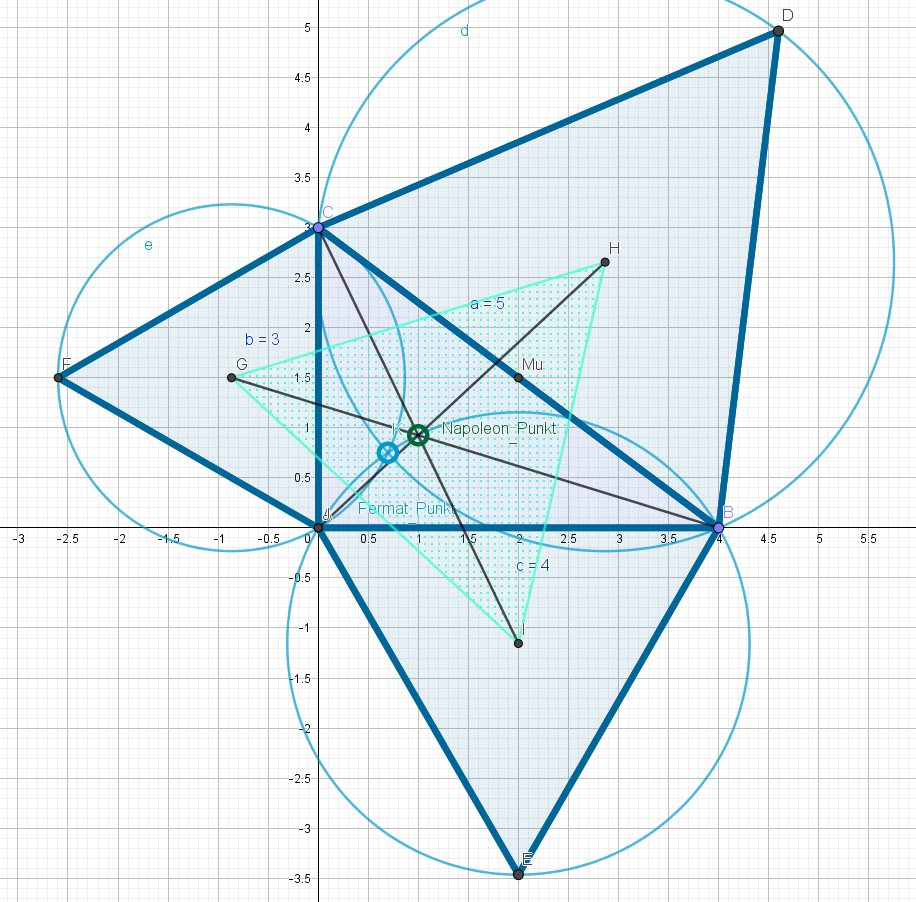 D
d
5
4.5
4
3.5
C
3
e
H
2.5
a = 5
2
b = 3
F
G
Mu
1.5
1
Napoleon_Punkt
0.5
Fermat_Punkt
B
-3
-2.5
-2
-1.5
-1
-0.5
0
0.5
1
1.5
2
2.5
3
3.5
4
4.5
5
5.5
c = 4
-0.5
-1
I
-1.5
-2
-2.5
-3
E
-3.5